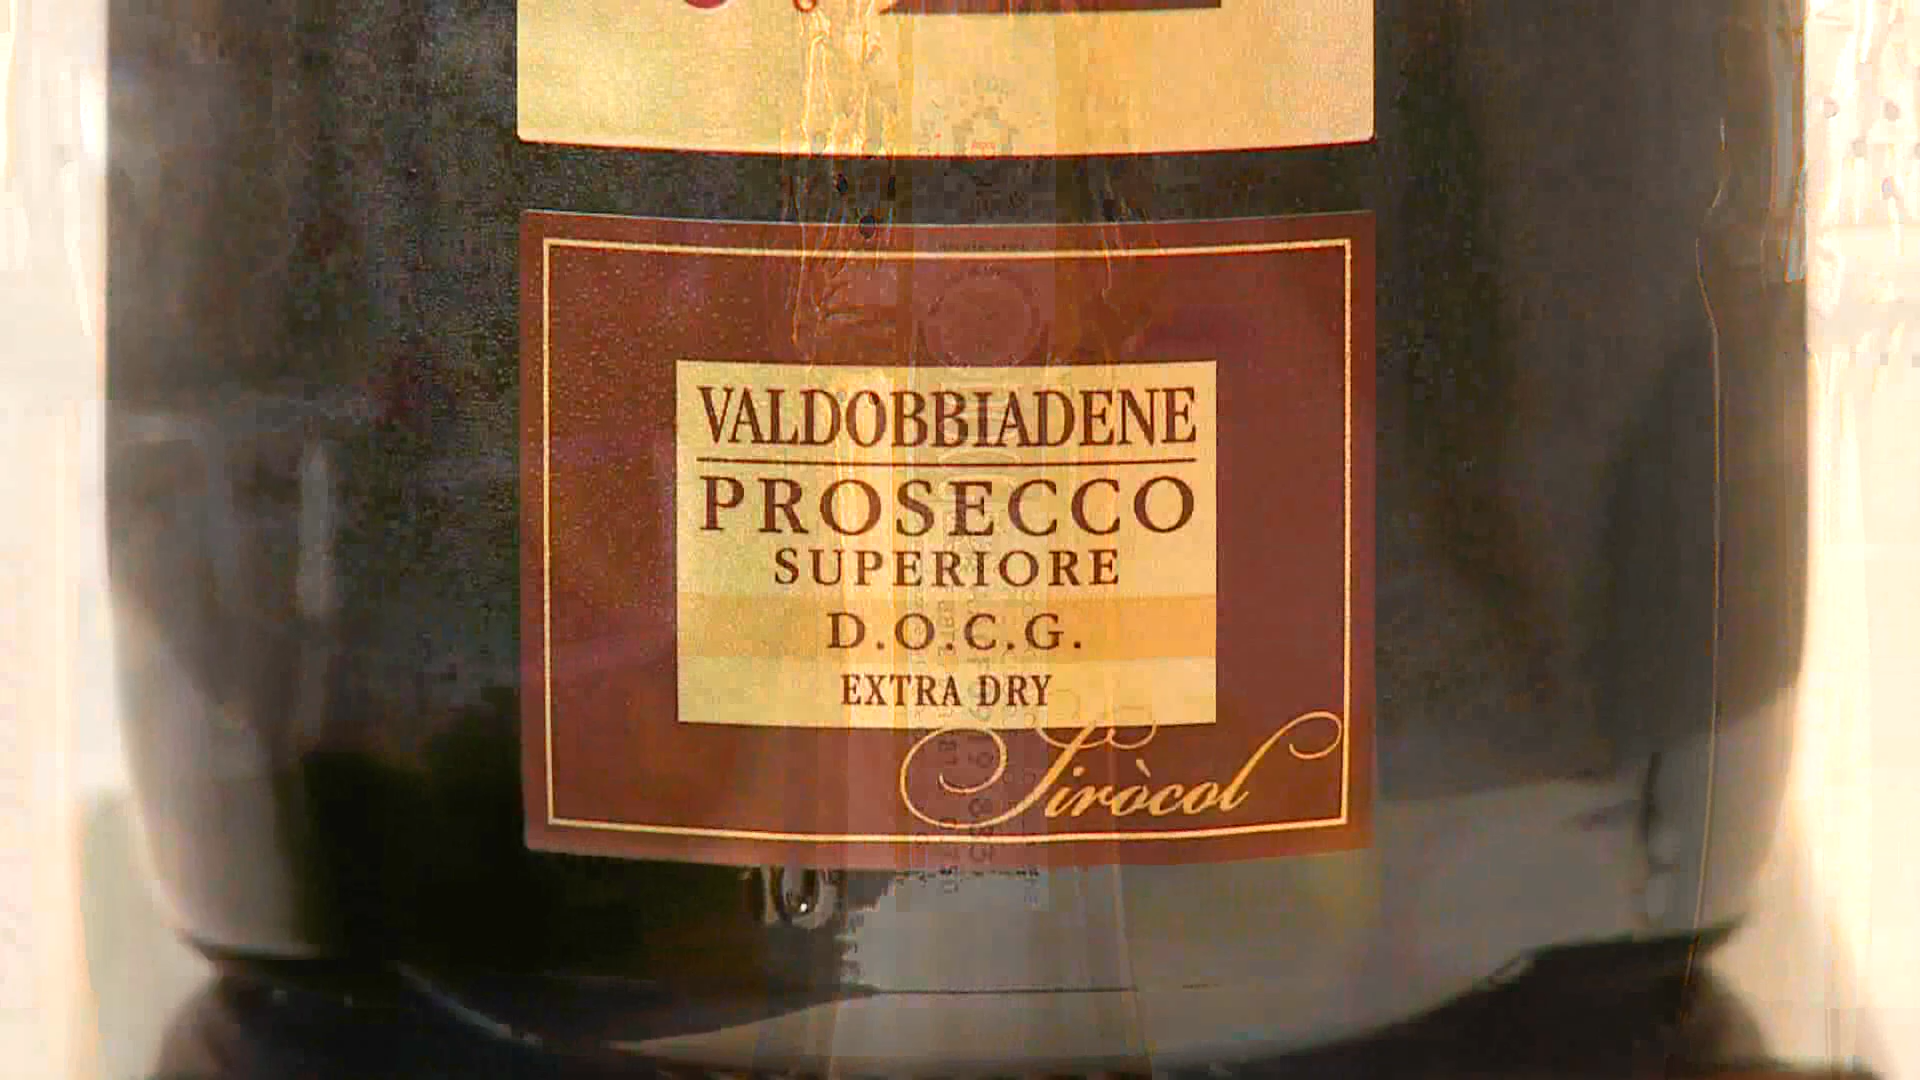 VALDOBBIADENE
PROSECCO
SUPERIORE
D.O.C.G.
EXTRA DRY
Siròcol